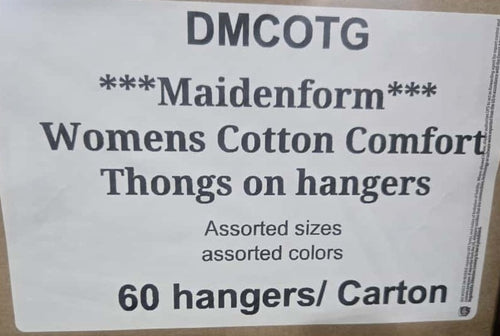 DMCOTG
***Maidenform***
Womens Cotton Comfort
Thongs on hangers
Assorted sizes
assorted colors
60 hangers/ Carton